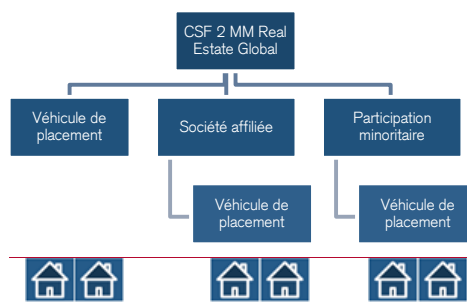 CSF 2 MM Real
Estate Global
Véhicule de
placement
Société affiliée
Participation
minoritaire
Véhicule de
placement
Véhicule de
placement